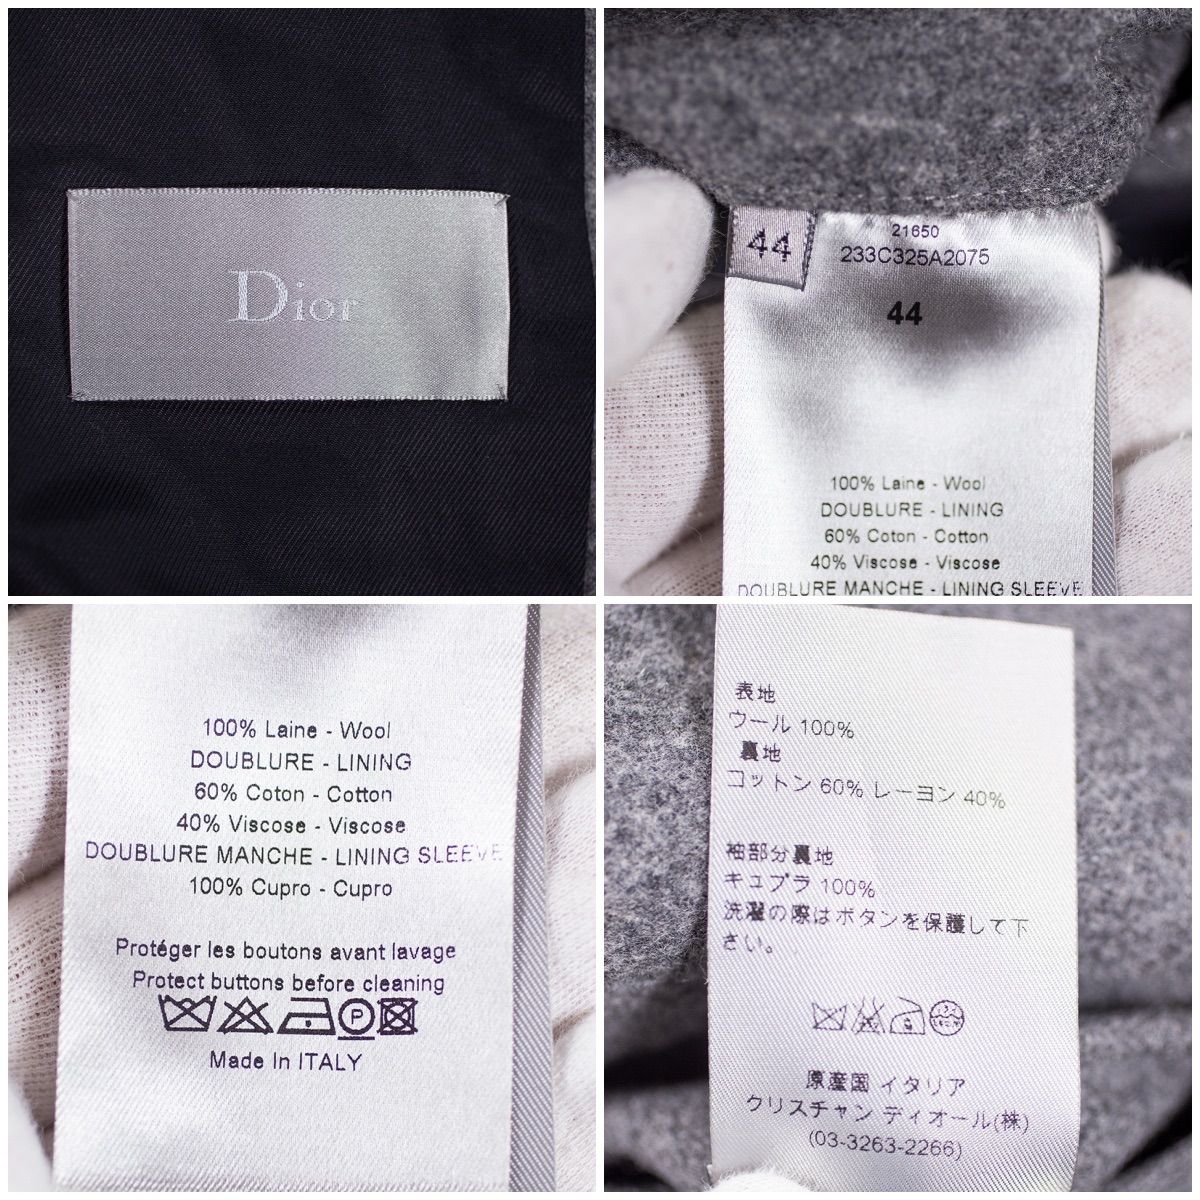 Dior
44
21650
233C325A2075
44
100% Laine - Wool
DOUBLURE - LINING
60% Coton - Cotton
40% Viscose - Viscose
DOUBLURE MANCHE - LINING SLEEVE
100% Laine - Wool
DOUBLURE - LINING
60% Coton - Cotton
40% Viscose - Viscose
DOUBLURE MANCHE - LINING SLEEVE
100% Cupro - Cupro
Protéger les boutons avant lavage
Protect buttons before cleaning
P
Made In ITALY
表地
ウール 100%
裏地
コットン 60% レーヨン 40%
袖部分裏地
キュプラ 100%
洗濯の際はボタンを保護して下
さい。
原産国 イタリア
クリスチャン ディオール(株)
(03-3263-2266)